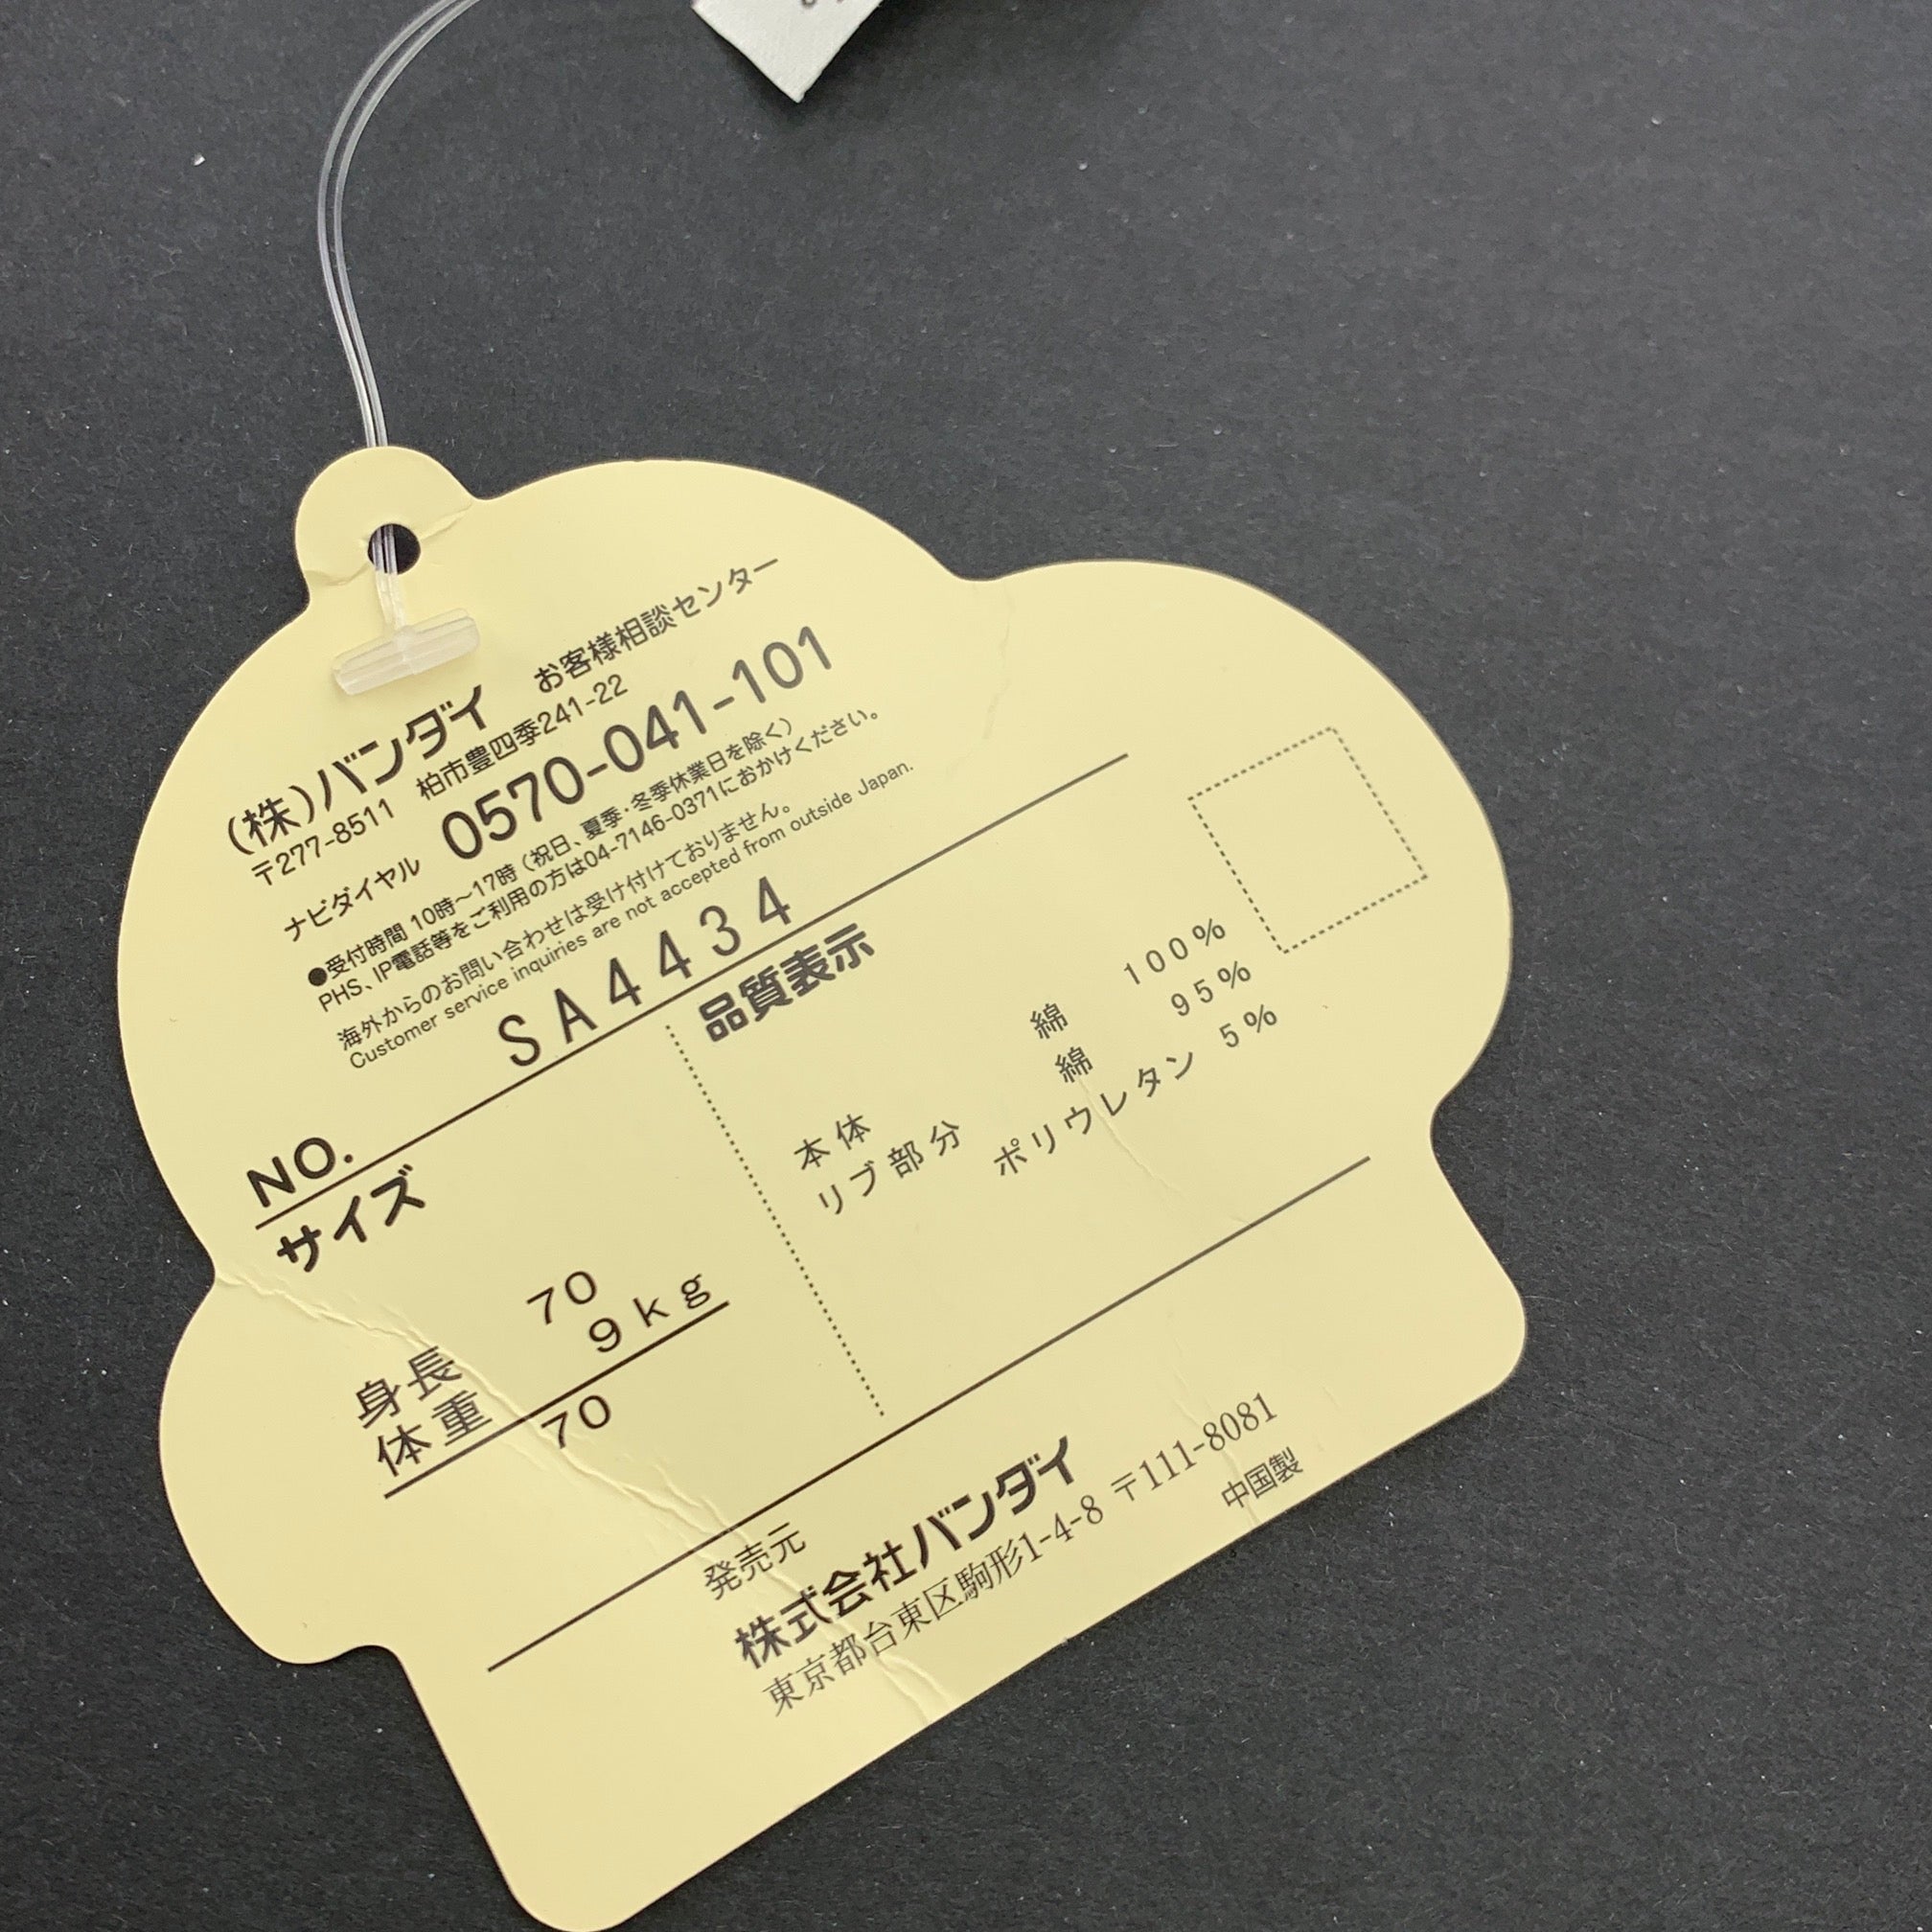 (株)バンダイ お客様相談センター
〒277-8511 柏市豊四季241-22
ナビダイヤル 0570-041-101
●受付時間 10時～17時（祝日、夏季・冬季休業日を除く）
PHS、IP電話等をご利用の方は04-7146-0371におかけください。
海外からのお問い合わせは受け付けておりません。
Customer service inquiries are not accepted from outside Japan.
NO. SA4434
サイズ
身長 70
体重 9kg
70
品質表示
本体 綿 100%
リブ部分 綿 95%
ポリウレタン 5%
発売元
株式会社バンダイ
東京都台東区駒形1-4-8 〒111-8081
中国製